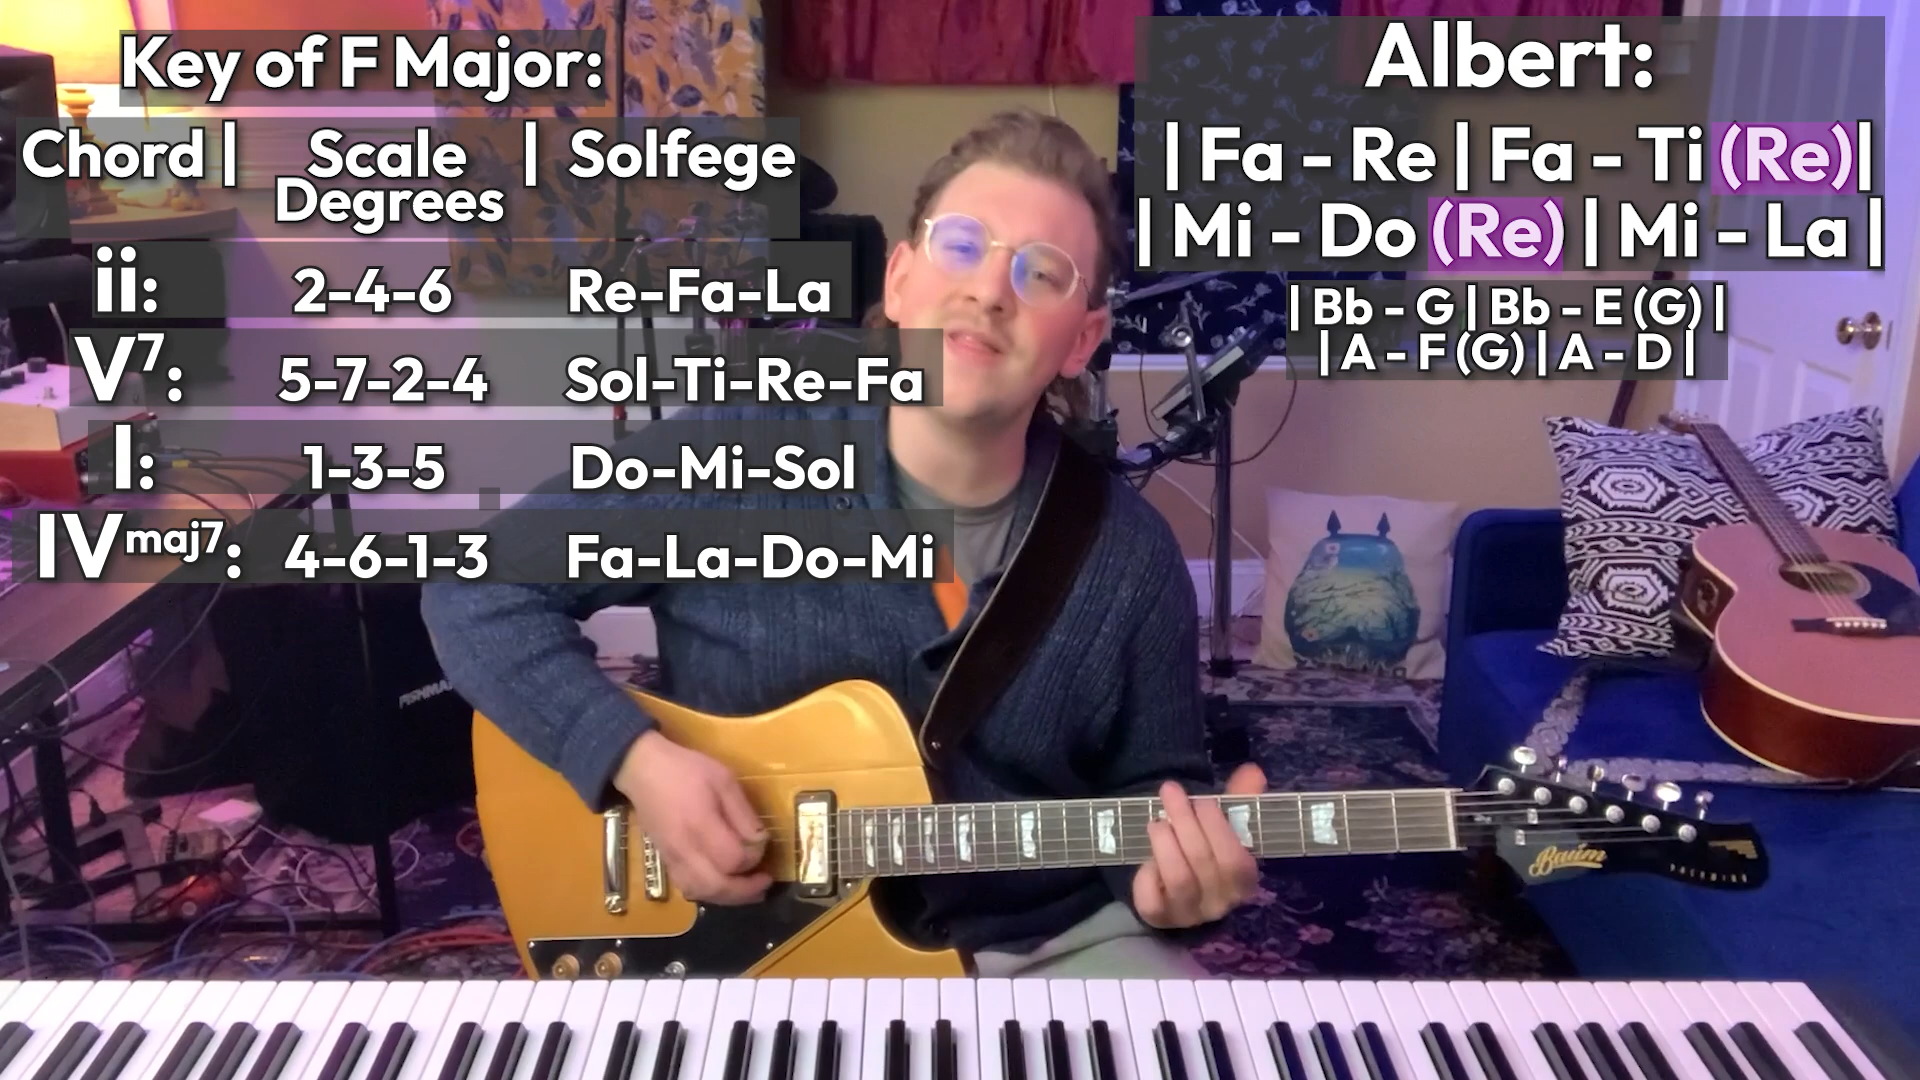 Key of F Major:
Chord | Scale Degrees | Solfege
ii: 2-4-6 Re-Fa-La
V7: 5-7-2-4 Sol-Ti-Re-Fa
I: 1-3-5 Do-Mi-Sol
IVmaj7: 4-6-1-3 Fa-La-Do-Mi
Albert:
| Fa - Re | Fa - Ti (Re)|
| Mi - Do (Re) | Mi - La |
| Bb - G | Bb - E (G) |
| A - F (G) | A - D |
FISHMAN
Baum